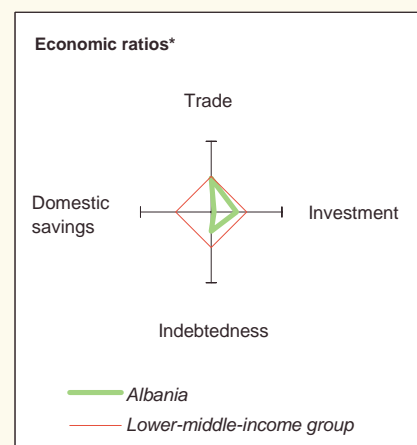 Economic ratios*
Trade
Domestic
savings
Investment
Indebtedness
Albania
Lower-middle-income group